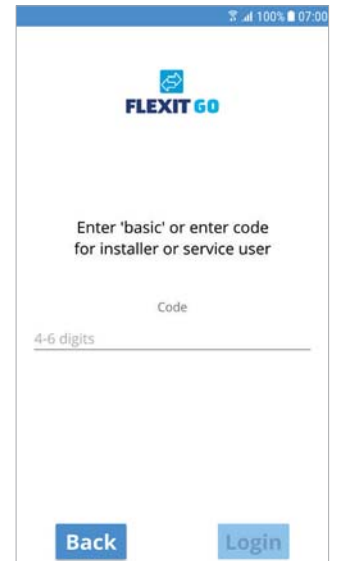 100% 07:00
FLEXIT GO
Enter 'basic' or enter code
for installer or service user
Code
4-6 digits
Back Login